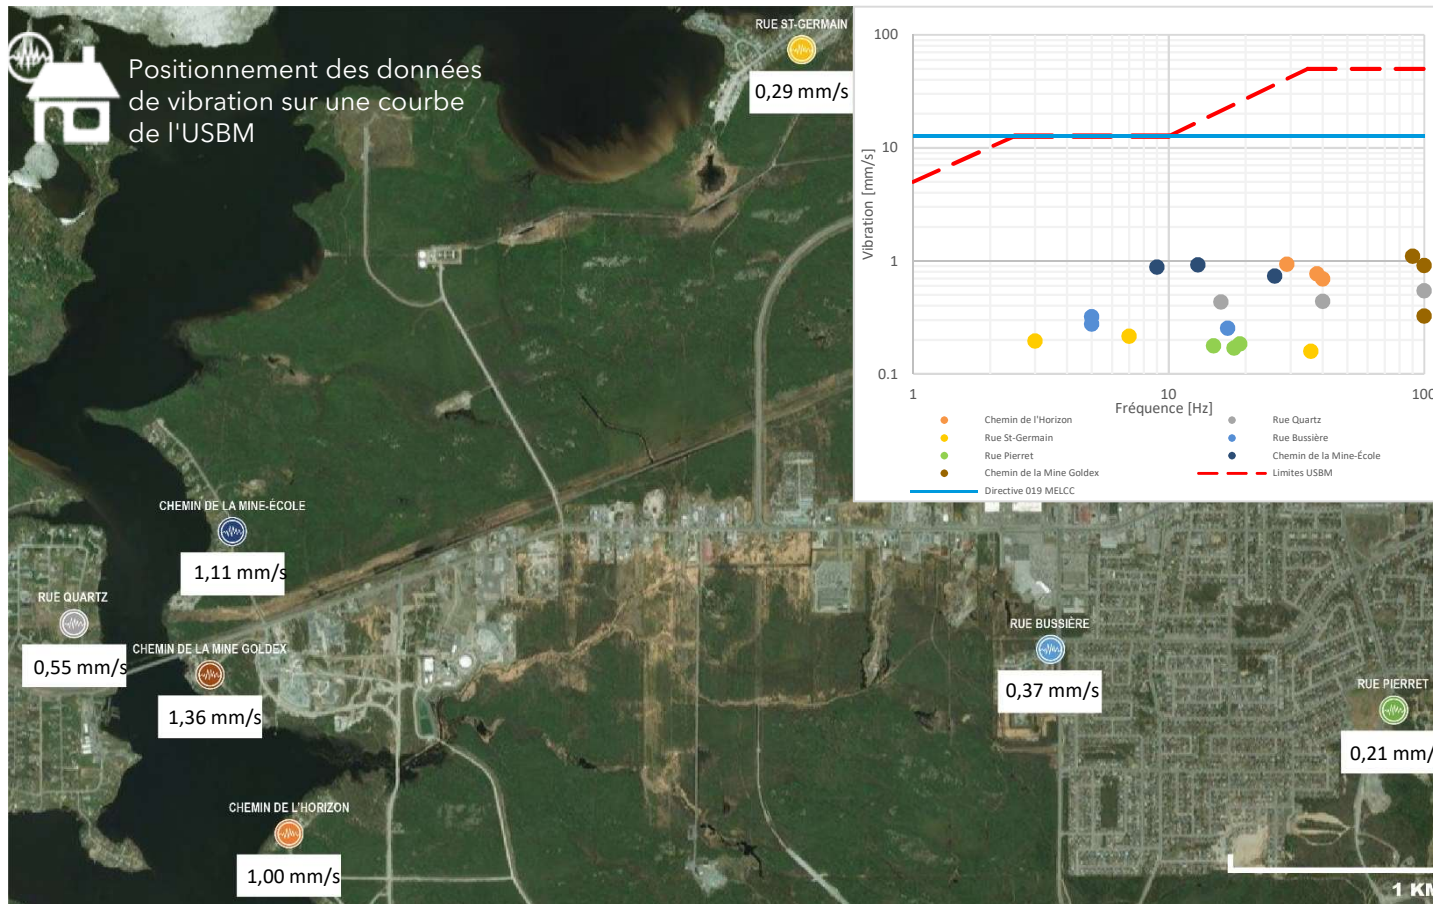 Positionnement des données
de vibration sur une courbe
de l'USBM
RUE ST-GERMAIN
0,29 mm/s
100
10
1
0.1
Vibration [mm/s]
1
10
100
Fréquence [Hz]
Chemin de l'Horizon
Rue Quartz
Rue St-Germain
Rue Bussière
Rue Pierret
Chemin de la Mine-École
Chemin de la Mine Goldex
Limites USBM
Directive 019 MELCC
CHEMIN DE LA MINE-ÉCOLE
1,11 mm/s
RUE QUARTZ
0,55 mm/s
CHEMIN DE LA MINE GOLDEX
1,36 mm/s
RUE BUSSIÈRE
0,37 mm/s
RUE PIERRET
0,21 mm/
CHEMIN DE L'HORIZON
1,00 mm/s
1 KM